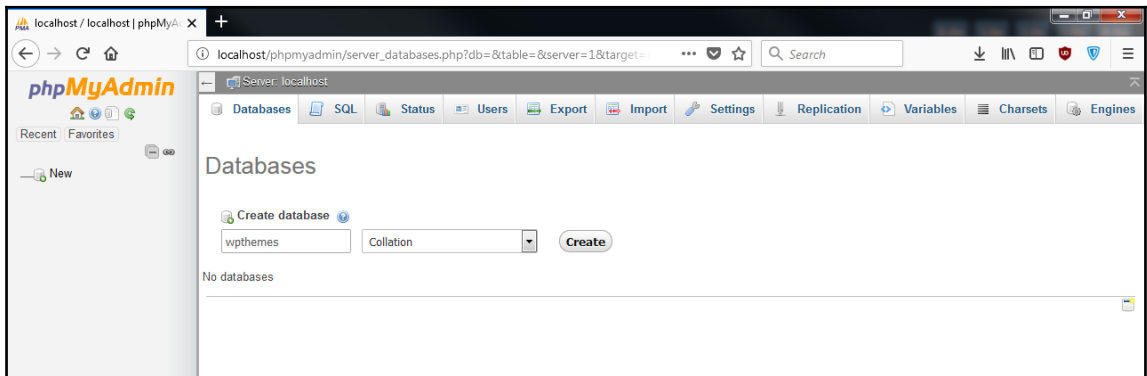 localhost / localhost | phpMyAd
localhost/phpmyadmin/server_databases.php?db=&table=&server=1&target=
Search
phpMyAdmin
Recent Favorites
New
Server: localhost
Databases SQL Status Users Export Import Settings Replication Variables Charsets Engines
Databases
Create database
wpthemes Collation Create
No databases